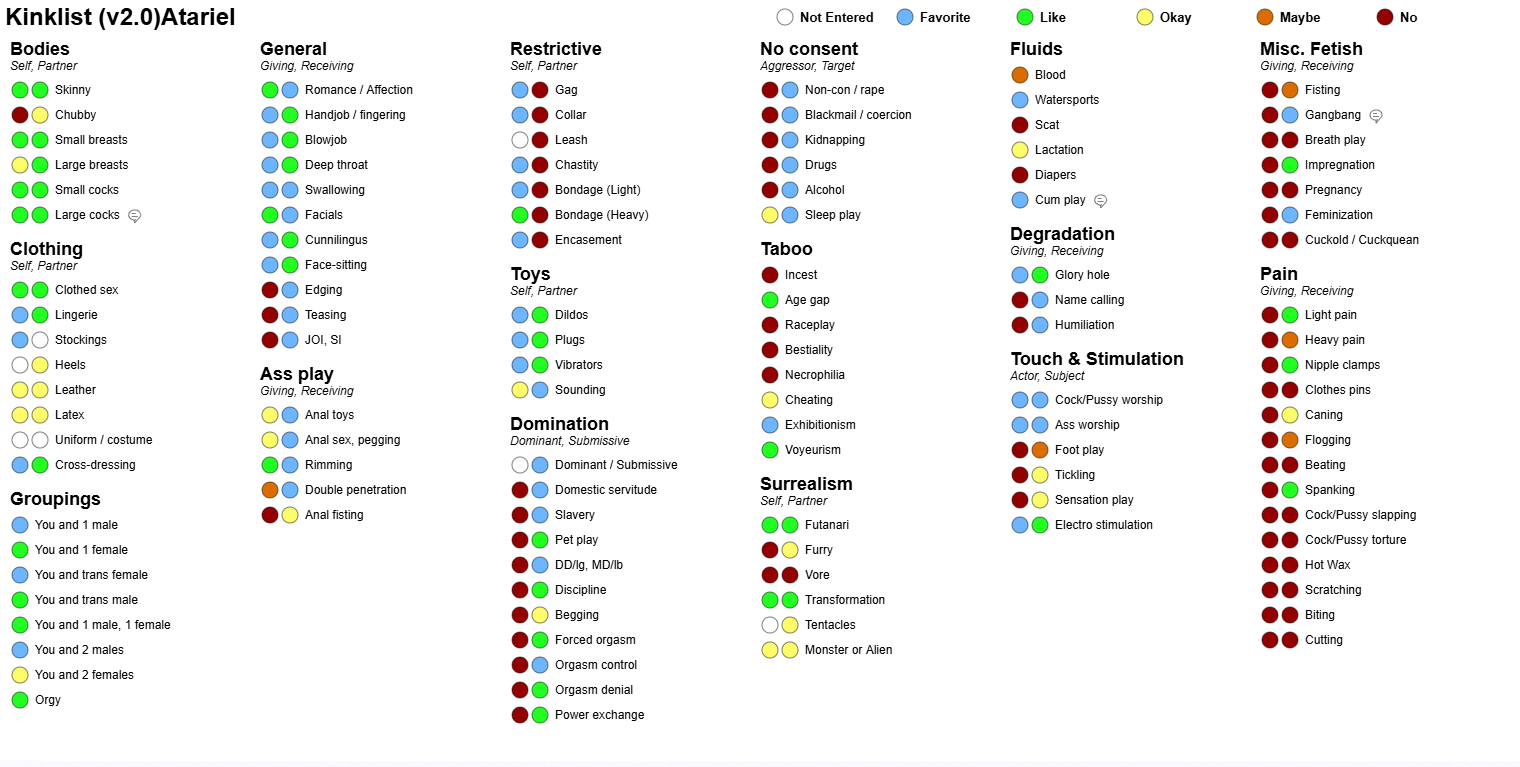 Kinklist (v2.0)Atariel
Not Entered
Favorite
Like
Okay
Maybe
No
Bodies
Self, Partner
Skinny
Chubby
Small breasts
Large breasts
Small cocks
Large cocks
Clothing
Self, Partner
Clothed sex
Lingerie
Stockings
Heels
Leather
Latex
Uniform / costume
Cross-dressing
Groupings
You and 1 male
You and 1 female
You and trans female
You and trans male
You and 1 male, 1 female
You and 2 males
You and 2 females
Orgy
General
Giving, Receiving
Romance / Affection
Handjob / fingering
Blowjob
Deep throat
Swallowing
Facials
Cunnilingus
Face-sitting
Edging
Teasing
JOI, SI
Ass play
Giving, Receiving
Anal toys
Anal sex, pegging
Rimming
Double penetration
Anal fisting
Restrictive
Self, Partner
Gag
Collar
Leash
Chastity
Bondage (Light)
Bondage (Heavy)
Encasement
Toys
Self, Partner
Dildos
Plugs
Vibrators
Sounding
Domination
Dominant, Submissive
Dominant / Submissive
Domestic servitude
Slavery
Pet play
DD/lg, MD/lb
Discipline
Begging
Forced orgasm
Orgasm control
Orgasm denial
Power exchange
No consent
Aggressor, Target
Non-con / rape
Blackmail / coercion
Kidnapping
Drugs
Alcohol
Sleep play
Taboo
Incest
Age gap
Raceplay
Bestiality
Necrophilia
Cheating
Exhibitionism
Voyeurism
Surrealism
Self, Partner
Futanari
Furry
Vore
Transformation
Tentacles
Monster or Alien
Fluids
Blood
Watersports
Scat
Lactation
Diapers
Cum play
Degradation
Giving, Receiving
Glory hole
Name calling
Humiliation
Touch & Stimulation
Actor, Subject
Cock/Pussy worship
Ass worship
Foot play
Tickling
Sensation play
Electro stimulation
Misc. Fetish
Giving, Receiving
Fisting
Gangbang
Breath play
Impregnation
Pregnancy
Feminization
Cuckold / Cuckquean
Pain
Giving, Receiving
Light pain
Heavy pain
Nipple clamps
Clothes pins
Caning
Flogging
Beating
Spanking
Cock/Pussy slapping
Cock/Pussy torture
Hot Wax
Scratching
Biting
Cutting